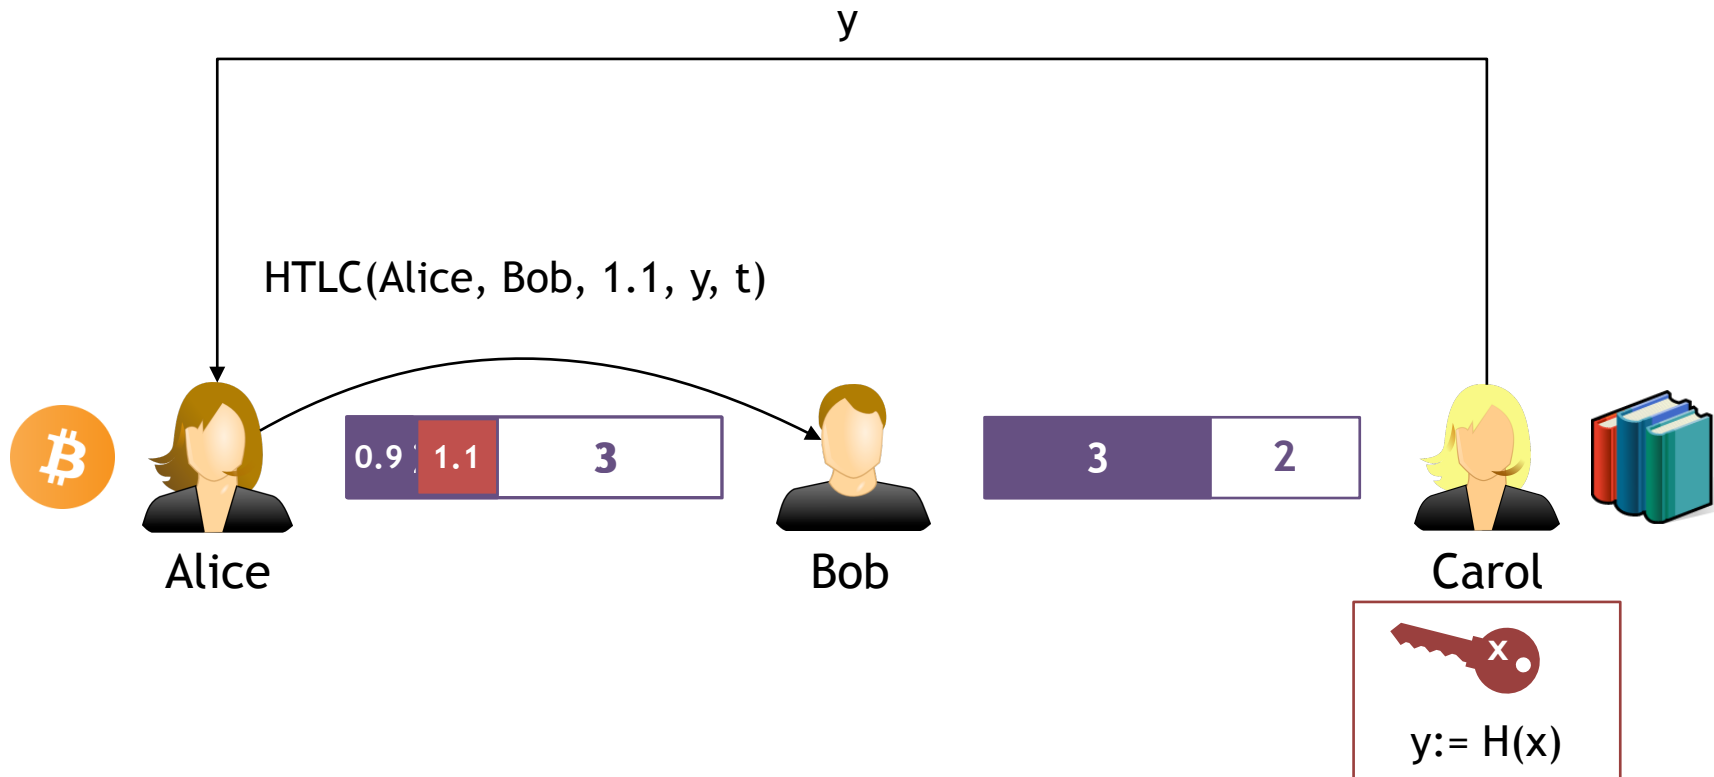 y
HTLC(Alice, Bob, 1.1, y, t)
0.9 1.1 3
3 2
Alice
Bob
Carol
x
y:= H(x)